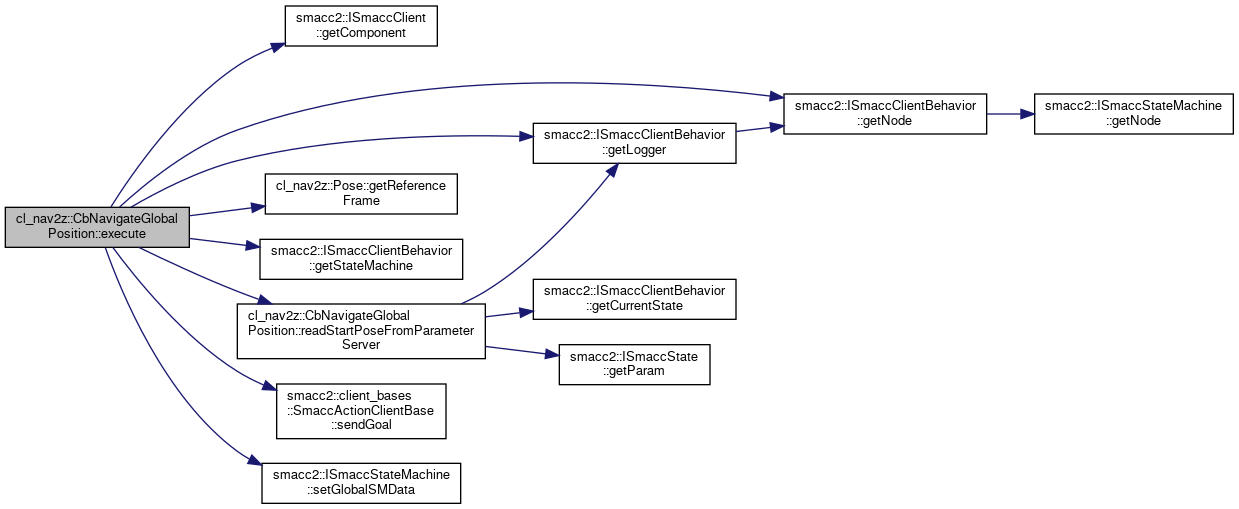 smacc2::ISmaccClient
::getComponent
smacc2::ISmaccClientBehavior
::getNode
smacc2::ISmaccStateMachine
::getNode
smacc2::ISmaccClientBehavior
::getLogger
cl_nav2z::Pose::getReference
Frame
cl_nav2z::CbNavigateGlobal
Position::execute
smacc2::ISmaccClientBehavior
::getStateMachine
smacc2::ISmaccClientBehavior
::getCurrentState
cl_nav2z::CbNavigateGlobal
Position::readStartPoseFromParameter
Server
smacc2::ISmaccState
::getParam
smacc2::client_bases
::SmaccActionClientBase
::sendGoal
smacc2::ISmaccStateMachine
::setGlobalSMData